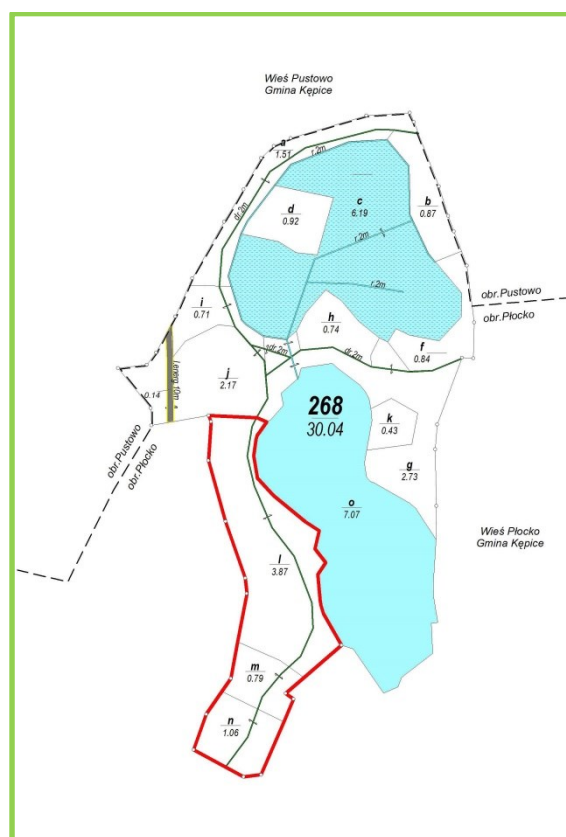 Wieś Pustowo
Gmina Kępice
a
1.51
r.2m
dr.2m
c
6.19
b
0.87
d
0.92
r.2m
r.2m
obr.Pustowo
obr.Płocko
i
0.71
h
0.74
f
0.84
dr.2m
dr.2m
j
2.17
L energ 10m
0.14
268
30.04
k
0.43
g
2.73
obr.Pustowo
obr.Płocko
o
7.07
Wieś Płocko
Gmina Kępice
l
3.87
m
0.79
n
1.06